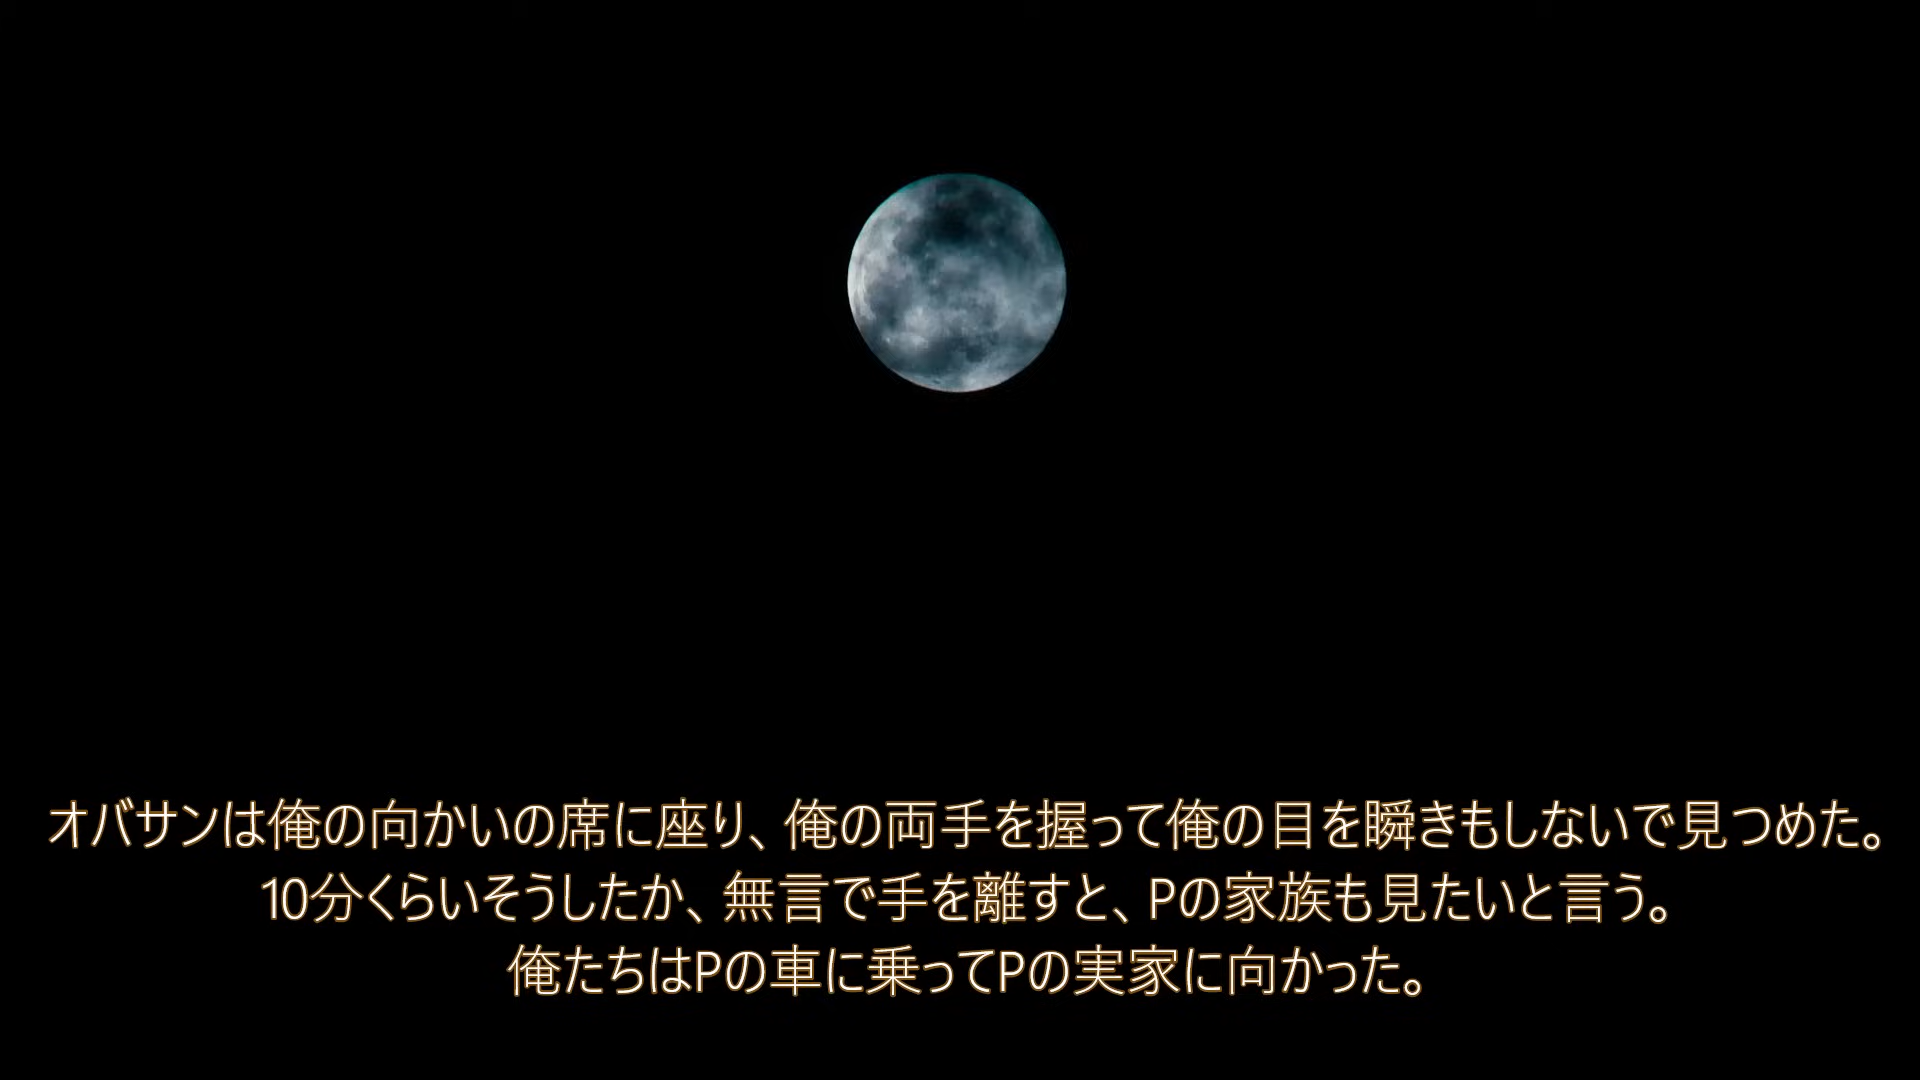 オバサンは俺の向かいの席に座り、俺の両手を握って俺の目を瞬きもしないで見つめた。
10分くらいそうしたか、無言で手を離すと、Pの家族も見たいと言う。
俺たちはPの車に乗ってPの実家に向かった。